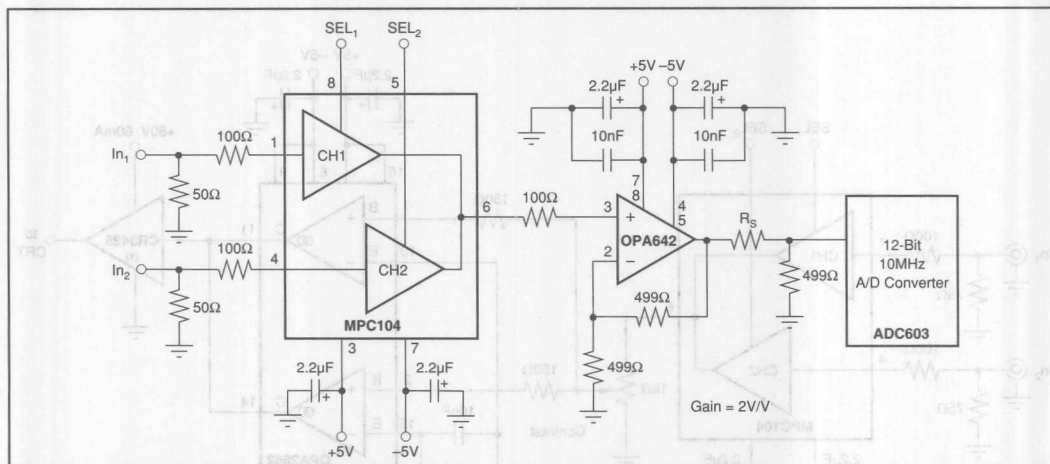 SEL1
SEL2
8
5
100Ω
In1
1
CH1
50Ω
100Ω
In2
4
CH2
50Ω
MPC104
3
7
2.2µF
+
2.2µF
+
+5V
–5V
6
100Ω
+5V
–5V
2.2µF
+
2.2µF
+
10nF
10nF
7
8
4
5
3
+
OPA642
2
–
RS
499Ω
499Ω
499Ω
12-Bit
10MHz
A/D Converter
ADC603
Gain = 2V/V